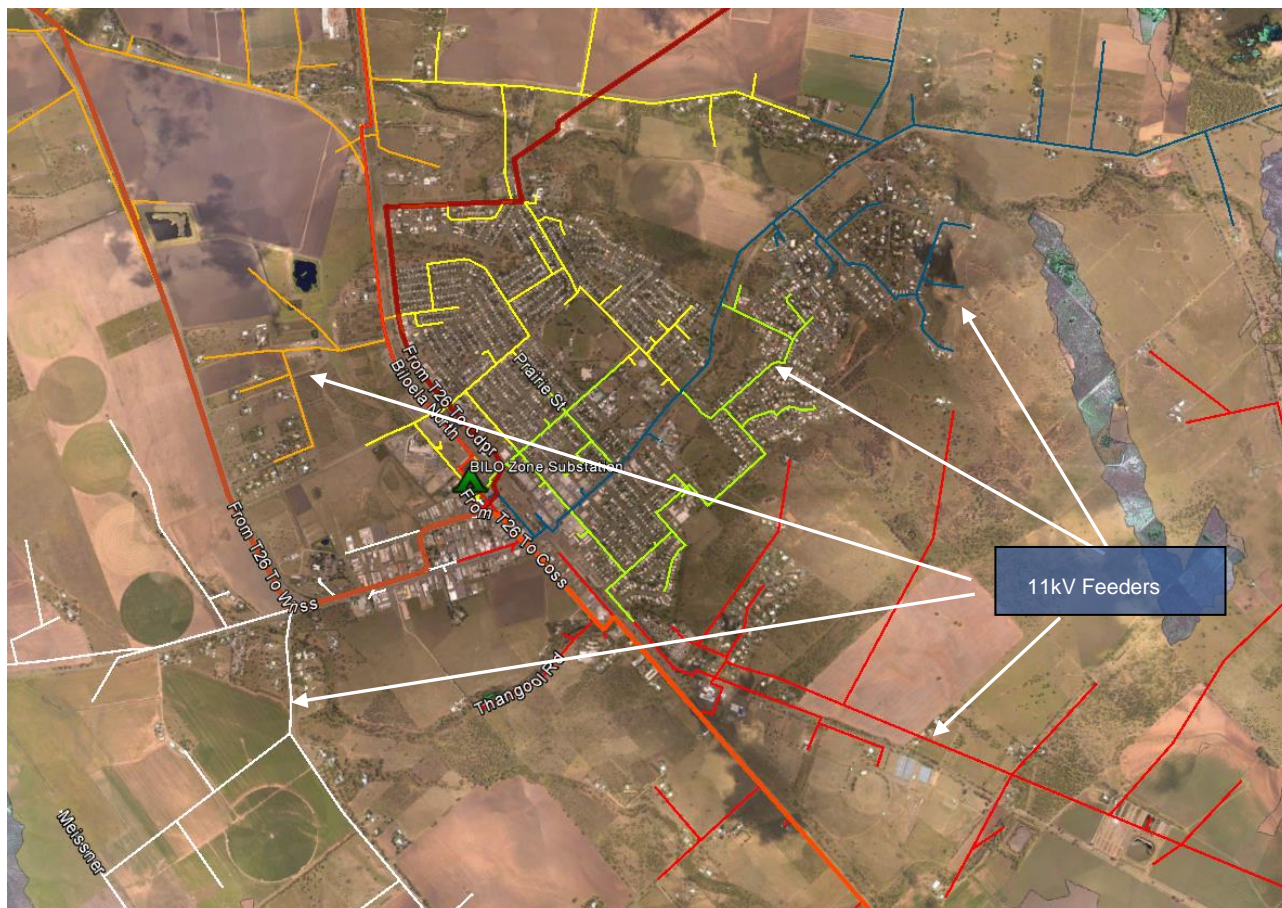 From T26 To Cdpr
Biloela North
Prairie St
BILO Zone Substation
From T26 To Coss
From T26 To Wnss
11kV Feeders
Thangool Rd
Meissner